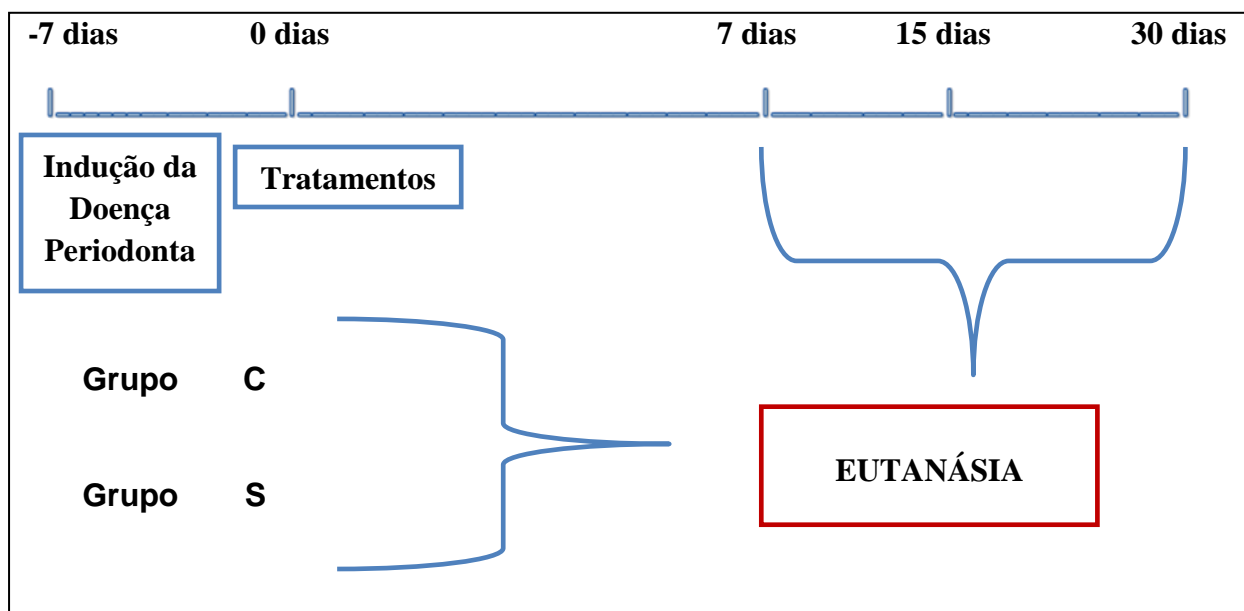 -7 dias 0 dias 7 dias 15 dias 30 dias
Indução da
Doença
Periodonta
Tratamentos
Grupo C
Grupo S
EUTANÁSIA